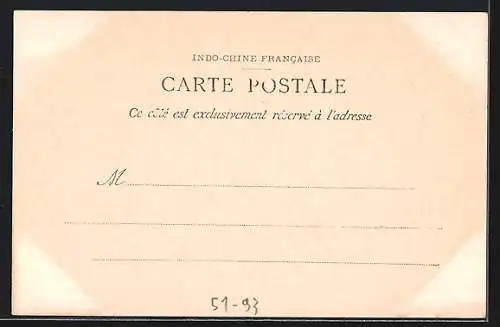 INDO-CHINE FRANÇAISE
CARTE POSTALE
Ce côté est exclusivement réservé à l'adresse
M
51-93